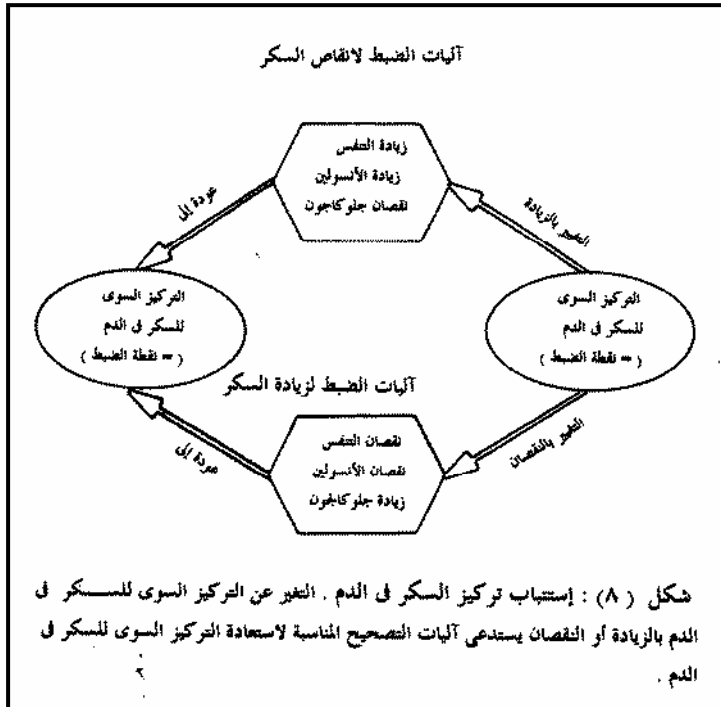 آليات الضبط لانقاص السكر
زيادة التنفس
زيادة الأنسولين
نقصان جلوكاجون
عودة إلى
التغير بالزيادة
التركيز السوى
للسكر فى الدم
( = نقطة الضبط )
التركيز السوى
للسكر فى الدم
( = نقطة الضبط )
آليات الضبط لزيادة السكر
نقصان التنفس
نقصان الأنسولين
زيادة جلوكاجون
عودة إلى
التغير بالنقصان
شكل ( ٨ ) : إستتباب تركيز السكر فى الدم . التغير عن التركيز السوى للسكر فى
الدم بالزيادة أو النقصان يستدعى آليات التصحيح المناسبة لاستعادة التركيز السوى للسكر فى
الدم .
٢